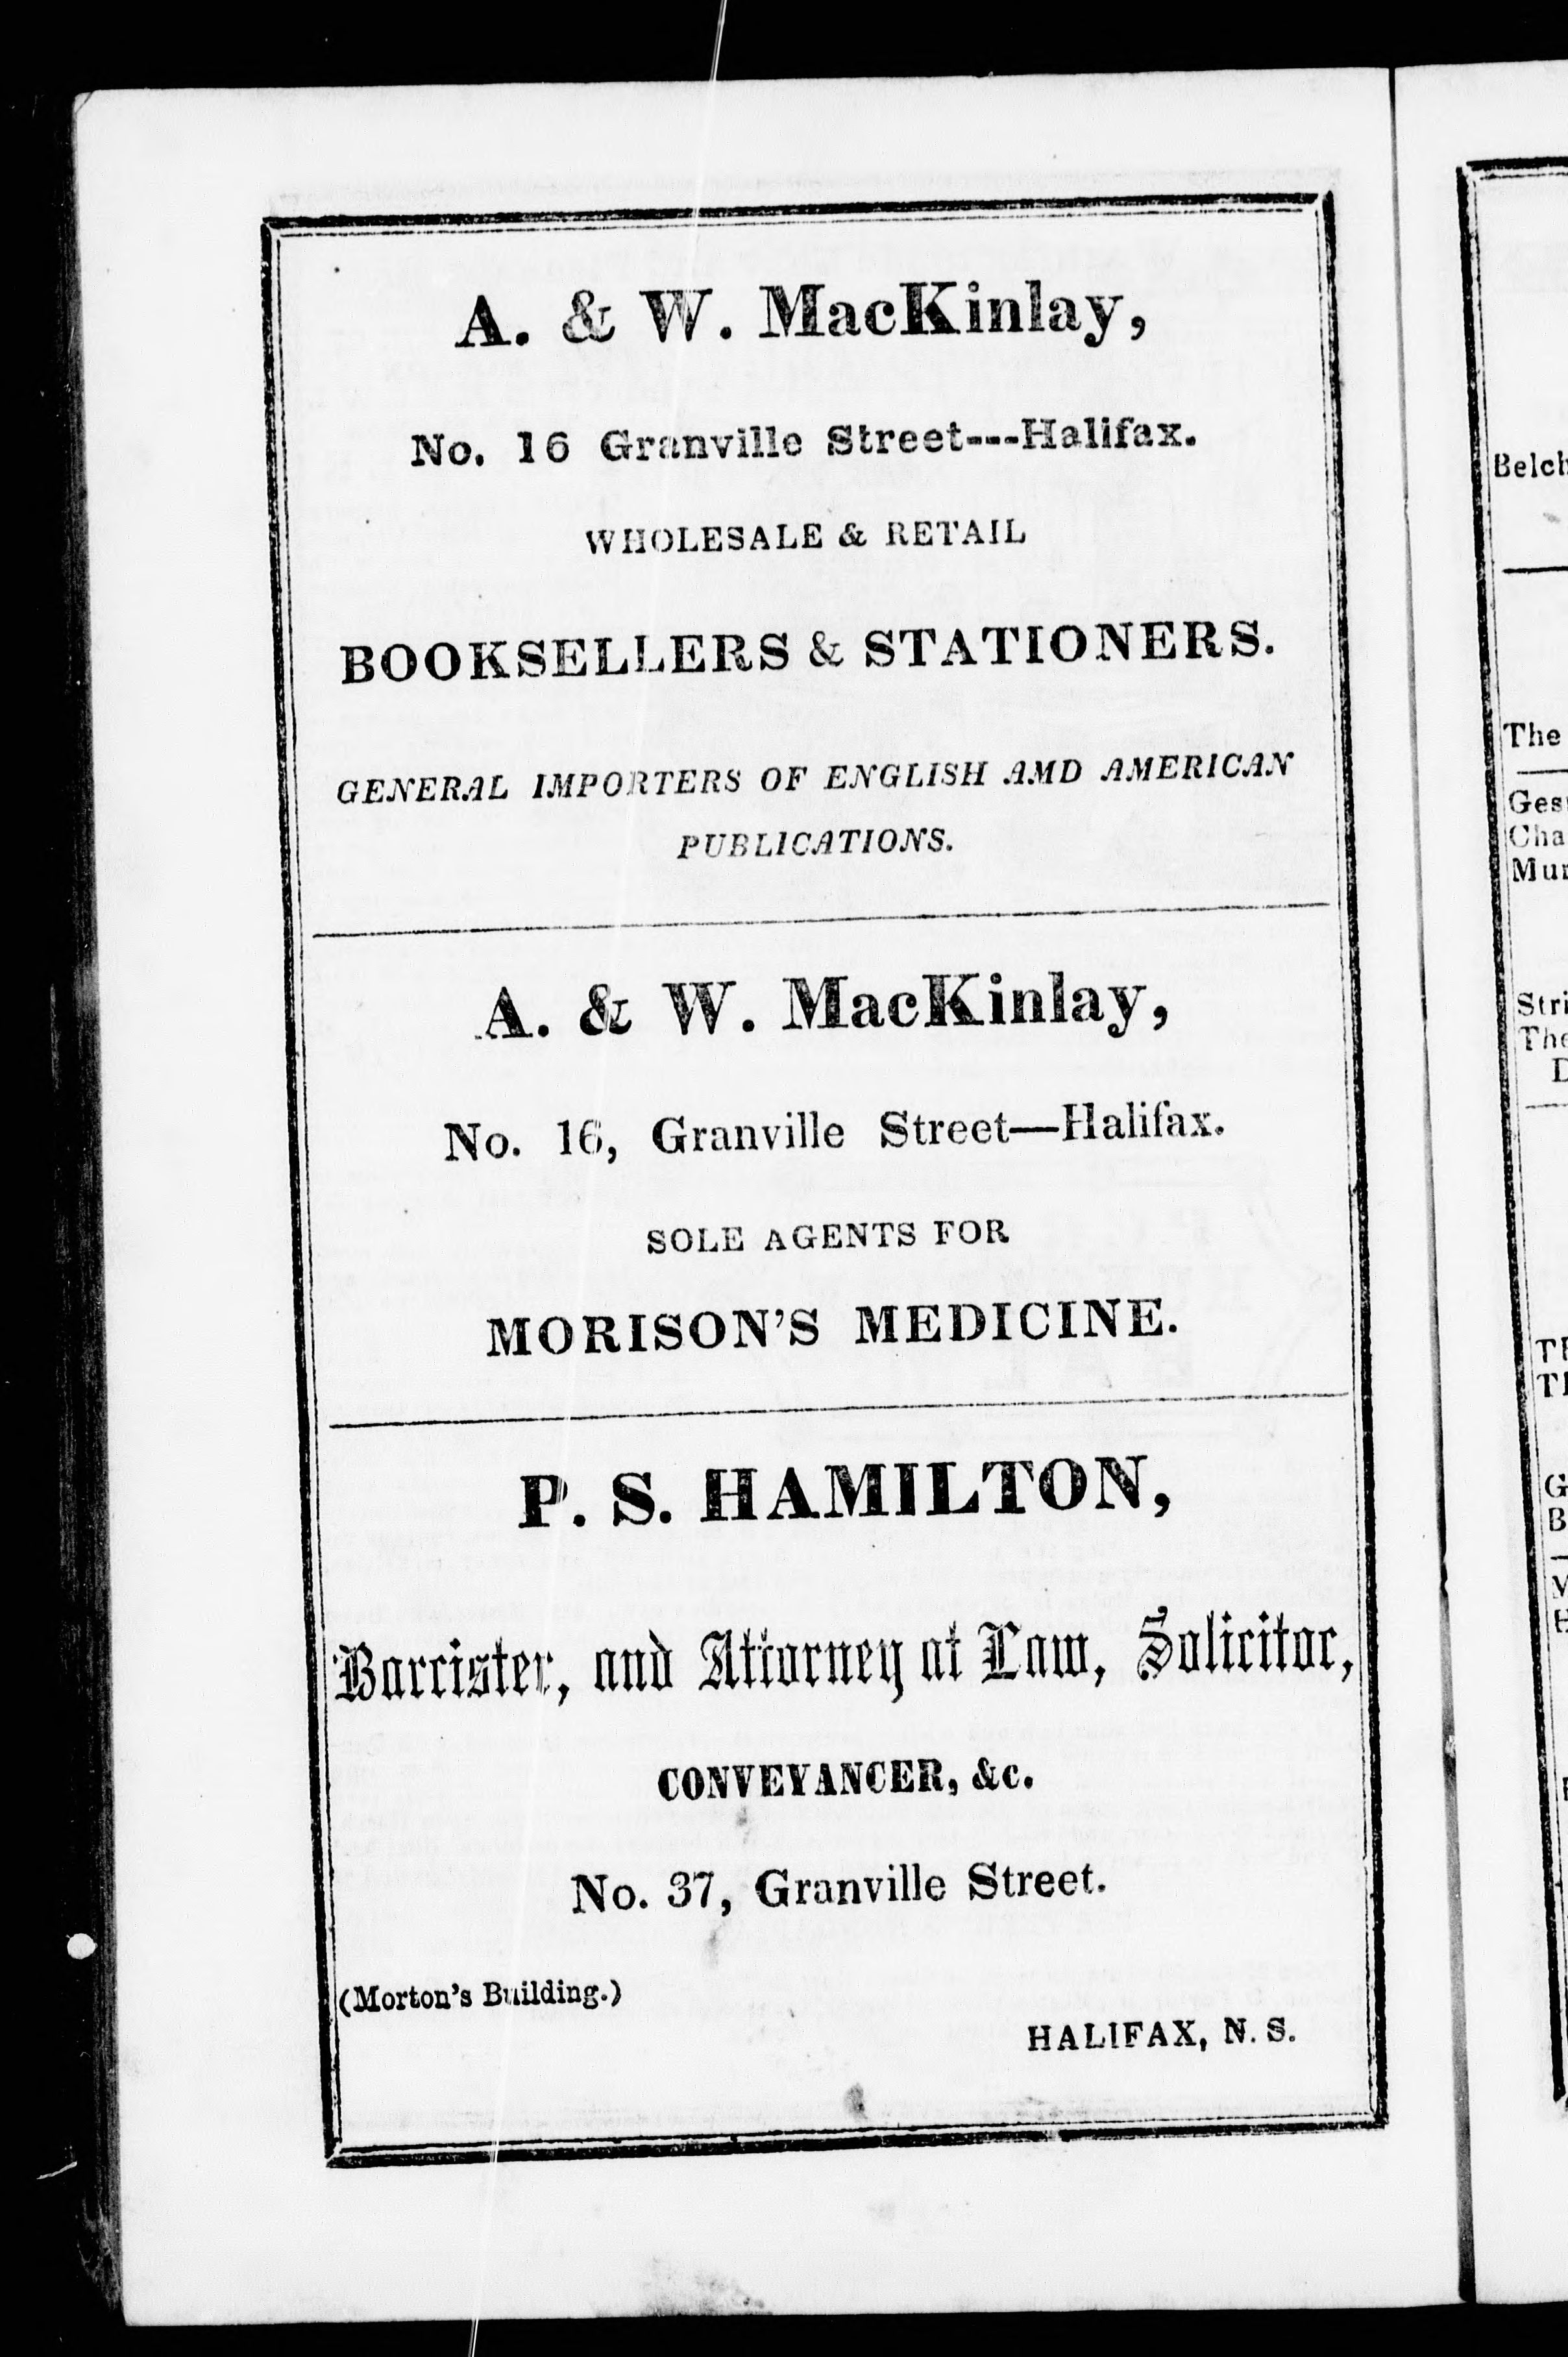 A. & W. MacKinlay,
No. 16 Granville Street---Halifax.
WHOLESALE & RETAIL
BOOKSELLERS & STATIONERS.
GENERAL IMPORTERS OF ENGLISH AMD AMERICAN
PUBLICATIONS.
A. & W. MacKinlay,
No. 16, Granville Street—Halifax.
SOLE AGENTS FOR
MORISON'S MEDICINE.
P. S. HAMILTON,
Barrister, and Attorney at Law, Solicitor,
CONVEYANCER, &c.
No. 37, Granville Street.
(Morton's Building.)
HALIFAX, N. S.
The